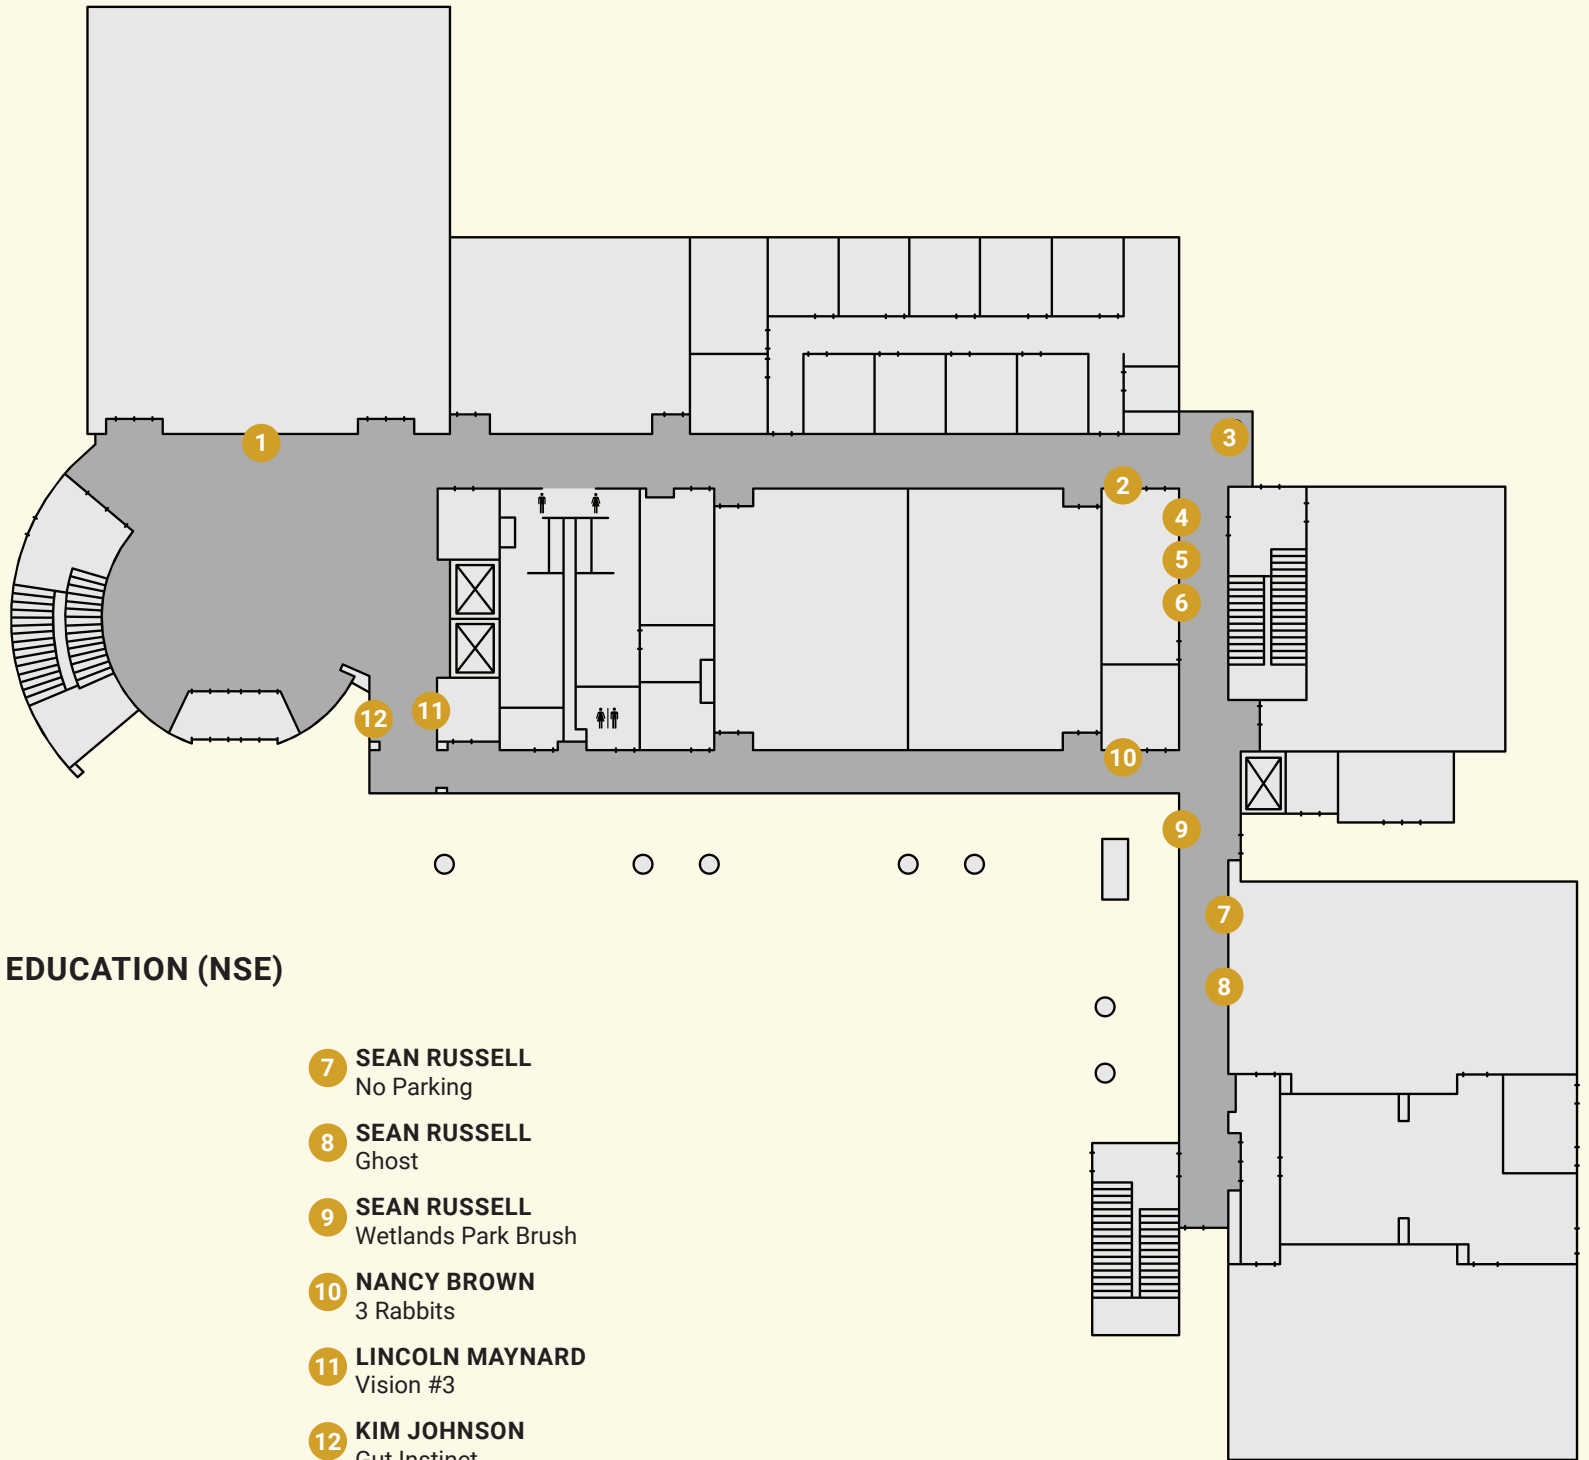 1
3
2
4
5
6
11
12
10
9
7
8
EDUCATION (NSE)
7 SEAN RUSSELL
No Parking
8 SEAN RUSSELL
Ghost
9 SEAN RUSSELL
Wetlands Park Brush
10 NANCY BROWN
3 Rabbits
11 LINCOLN MAYNARD
Vision #3
12 KIM JOHNSON
Gut Instinct